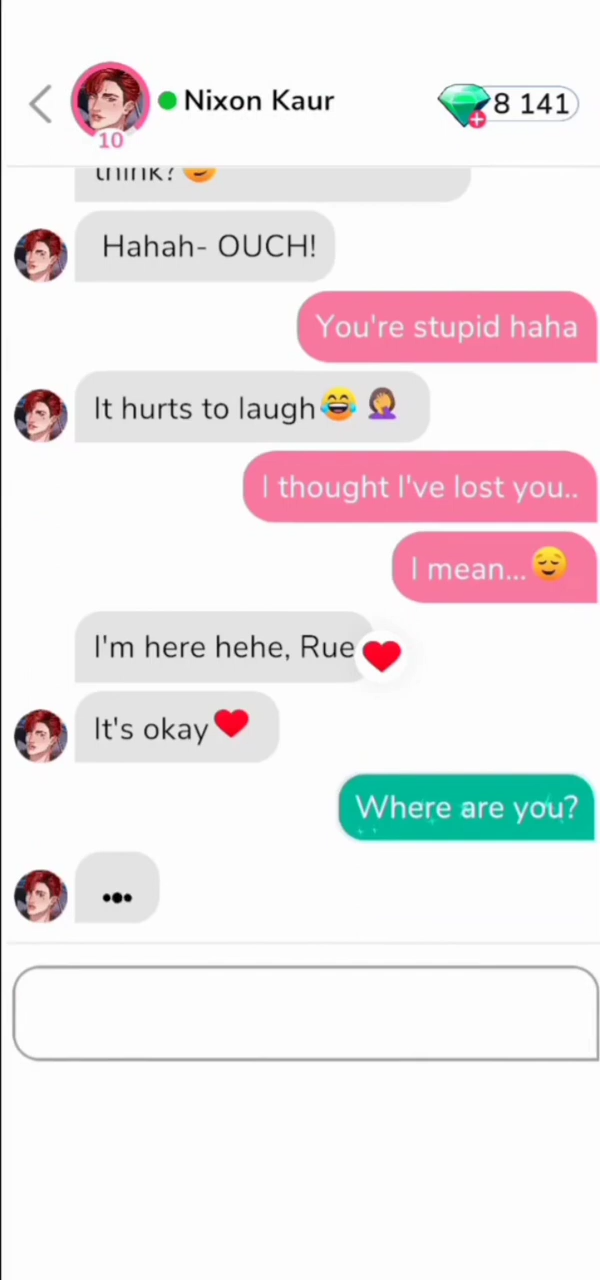 Nixon Kaur
8 141
10
think?😊
Hahah- OUCH!
You're stupid haha
It hurts to laugh😂 🤦
I thought I've lost you..
I mean...😌
I'm here hehe, Rue❤️
It's okay❤️
Where are you?
...